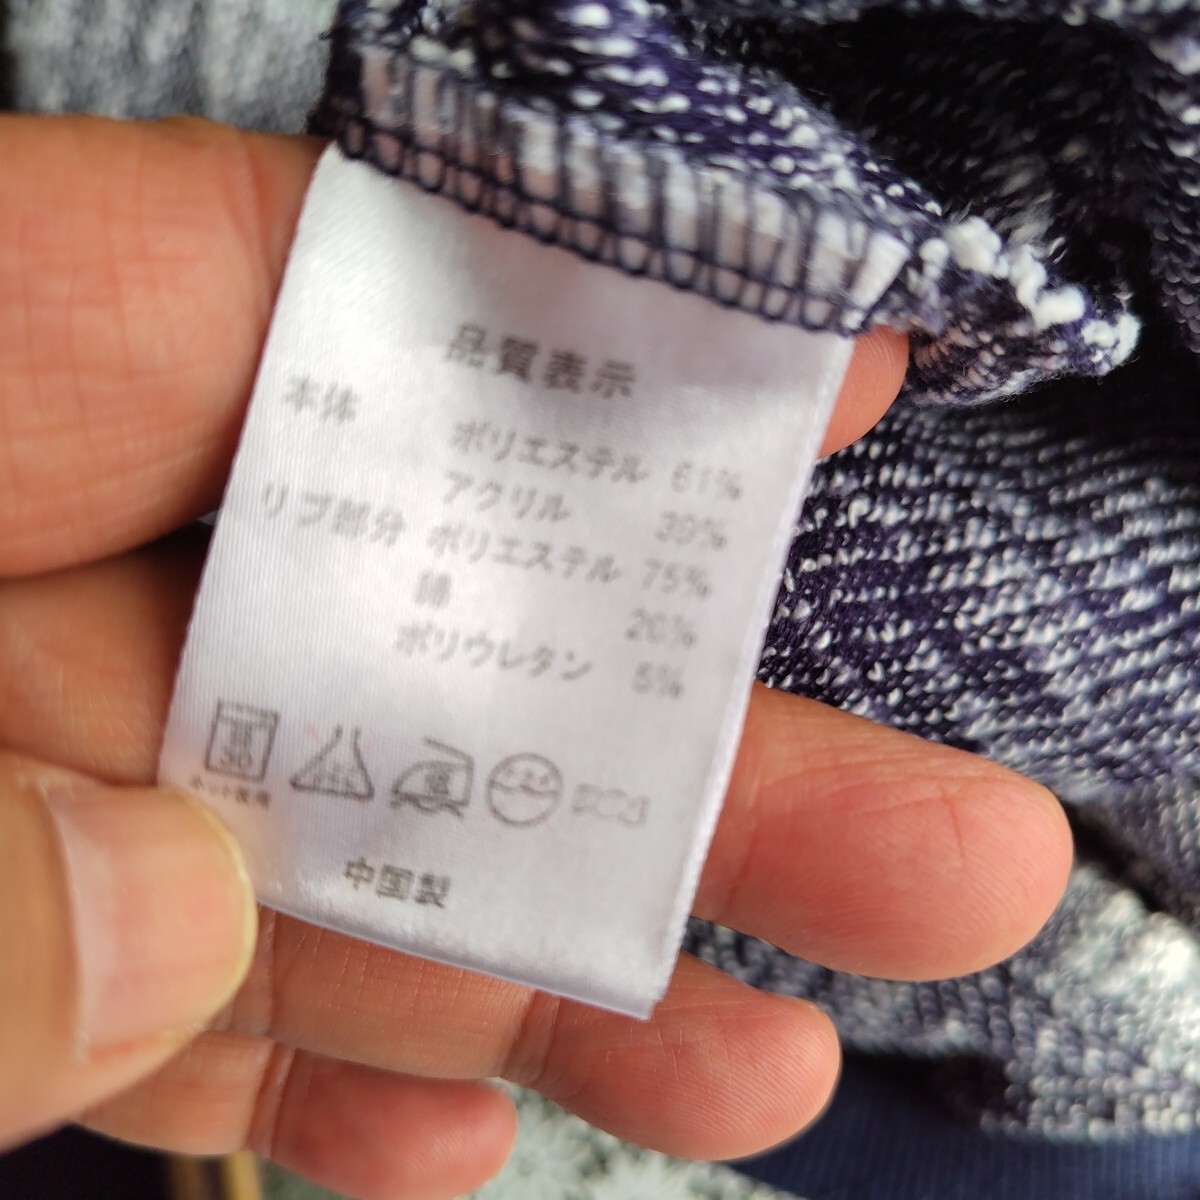 品質表示
本体 ポリエステル 61%
アクリル 39%
リブ部分 ポリエステル 75%
綿 20%
ポリウレタン 5%
30
ネット使用
中国製